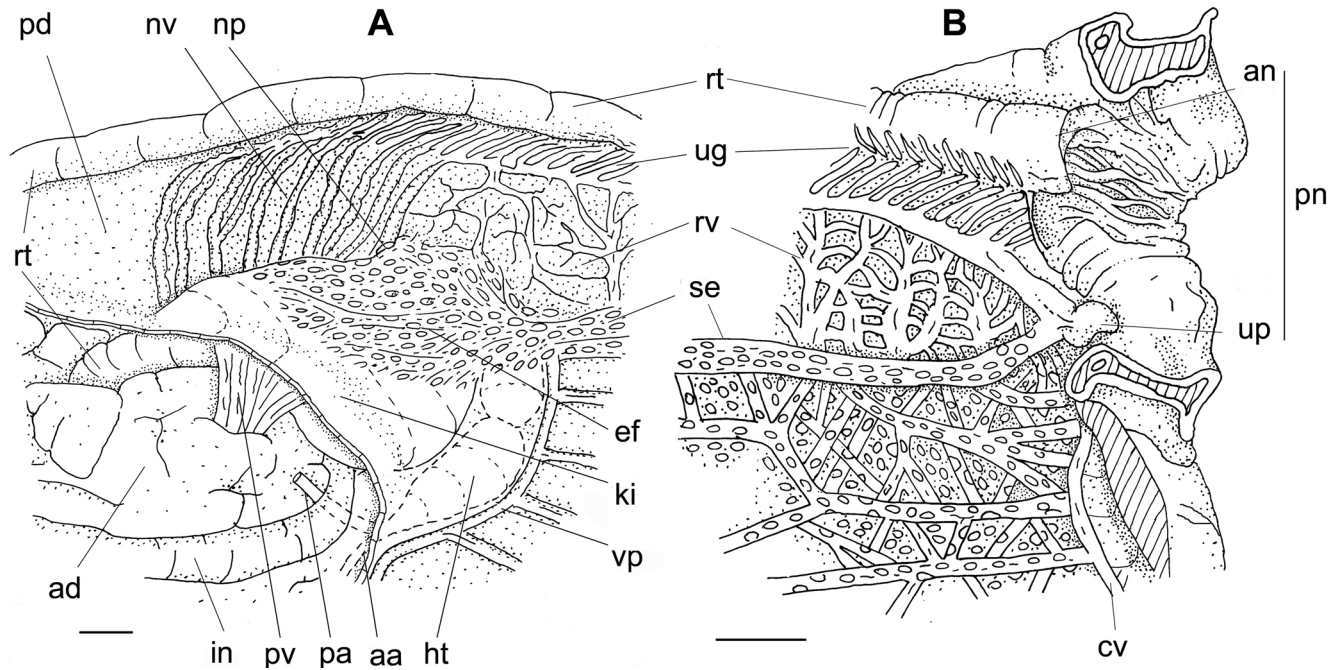 pd nv np A B
rt an
ug
pn
rv
rt
se
up
ef
ki
vp
ad
in pv pa aa ht cv